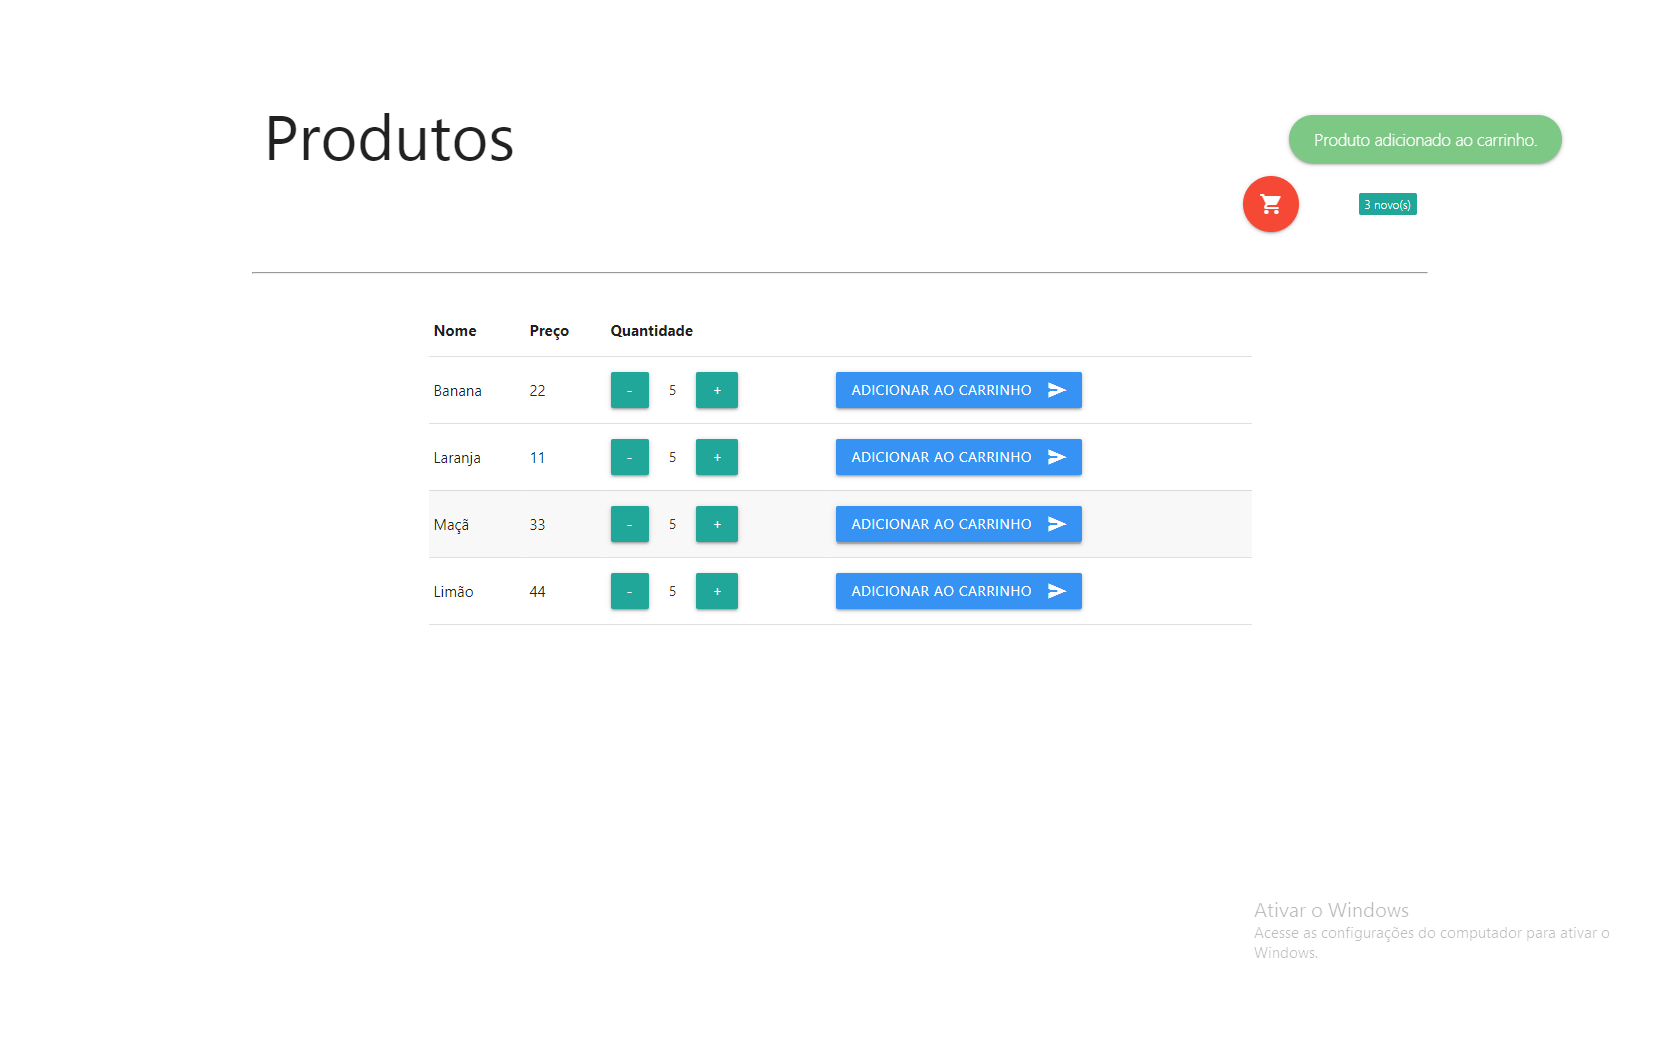 Produtos
Produto adicionado ao carrinho.
3 novo(s)
Nome Preço Quantidade
Banana 22 - 5 + ADICIONAR AO CARRINHO
Laranja 11 - 5 + ADICIONAR AO CARRINHO
Maçã 33 - 5 + ADICIONAR AO CARRINHO
Limão 44 - 5 + ADICIONAR AO CARRINHO
Ativar o Windows
Acesse as configurações do computador para ativar o
Windows.